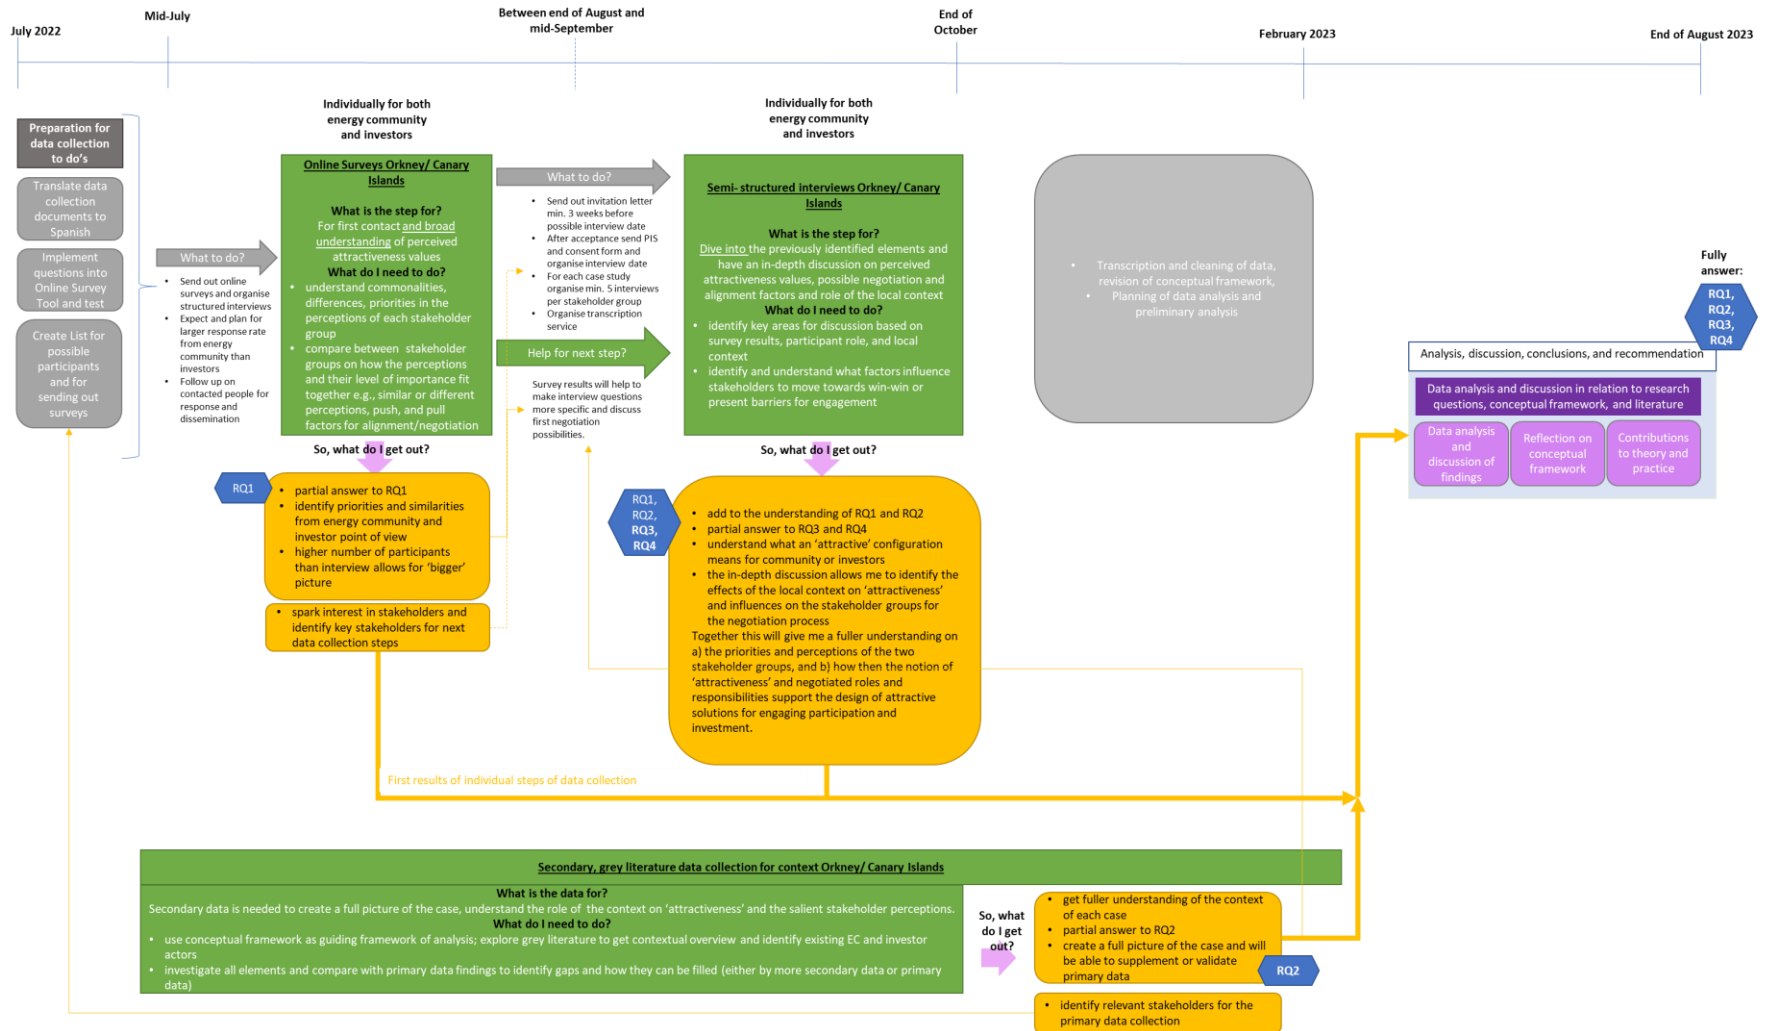 July 2022
Mid-July
Between end of August and
mid-September
End of
October
February 2023
End of August 2023
Preparation for
data collection
to do's
Translate data
collection
documents to
Spanish
Implement
questions into
Online Survey
Tool and test
Create List for
possible
participants
and for
sending out
surveys
What to do?
• Send out online
surveys and organise
structured interviews
• Expect and plan for
larger response rate
from energy
community than
investors
• Follow up on
contacted people for
response and
dissemination
Individually for both
energy community
and investors
Online Surveys Orkney/ Canary
Islands
What is the step for?
For first contact and broad
understanding of perceived
attractiveness values
What do I need to do?
• understand commonalities,
differences, priorities in the
perceptions of each stakeholder
group
• compare between stakeholder
groups on how the perceptions
and their level of importance fit
together e.g., similar or different
perceptions, push, and pull
factors for alignment/negotiation
So, what do I get out?
RQ1
• partial answer to RQ1
• identify priorities and similarities
from energy community and
investor point of view
• higher number of participants
than interview allows for 'bigger'
picture
• spark interest in stakeholders and
identify key stakeholders for next
data collection steps
What to do?
• Send out invitation letter
min. 3 weeks before
possible interview date
• After acceptance send PIS
and consent form and
organise interview date
• For each case study
organise min. 5 interviews
per stakeholder group
• Organise transcription
service
Help for next step?
Survey results will help to
make interview questions
more specific and discuss
first negotiation
possibilities.
Individually for both
energy community
and investors
Semi- structured interviews Orkney/ Canary
Islands
What is the step for?
Dive into the previously identified elements and
have an in-depth discussion on perceived
attractiveness values, possible negotiation and
alignment factors and role of the local context
What do I need to do?
• identify key areas for discussion based on
survey results, participant role, and local
context
• identify and understand what factors influence
stakeholders to move towards win-win or
present barriers for engagement
So, what do I get out?
RQ1,
RQ2,
RQ3,
RQ4
• add to the understanding of RQ1 and RQ2
• partial answer to RQ3 and RQ4
• understand what an 'attractive' configuration
means for community or investors
• the in-depth discussion allows me to identify the
effects of the local context on 'attractiveness'
and influences on the stakeholder groups for
the negotiation process
Together this will give me a fuller understanding on
a) the priorities and perceptions of the two
stakeholder groups, and b) how then the notion of
'attractiveness' and negotiated roles and
responsibilities support the design of attractive
solutions for engaging participation and
investment.
• Transcription and cleaning of data,
revision of conceptual framework,
• Planning of data analysis and
preliminary analysis
Fully
answer:
RQ1,
RQ2,
RQ3,
RQ4
Analysis, discussion, conclusions, and recommendation
Data analysis and discussion in relation to research
questions, conceptual framework, and literature
Data analysis
and
discussion of
findings
Reflection on
conceptual
framework
Contributions
to theory and
practice
First results of individual steps of data collection
Secondary, grey literature data collection for context Orkney/ Canary Islands
What is the data for?
Secondary data is needed to create a full picture of the case, understand the role of the context on 'attractiveness' and the salient stakeholder perceptions.
What do I need to do?
• use conceptual framework as guiding framework of analysis; explore grey literature to get contextual overview and identify existing EC and investor
actors
• investigate all elements and compare with primary data findings to identify gaps and how they can be filled (either by more secondary data or primary
data)
So, what
do I get
out?
• get fuller understanding of the context
of each case
• partial answer to RQ2
• create a full picture of the case and will
be able to supplement or validate
primary data
RQ2
• identify relevant stakeholders for the
primary data collection